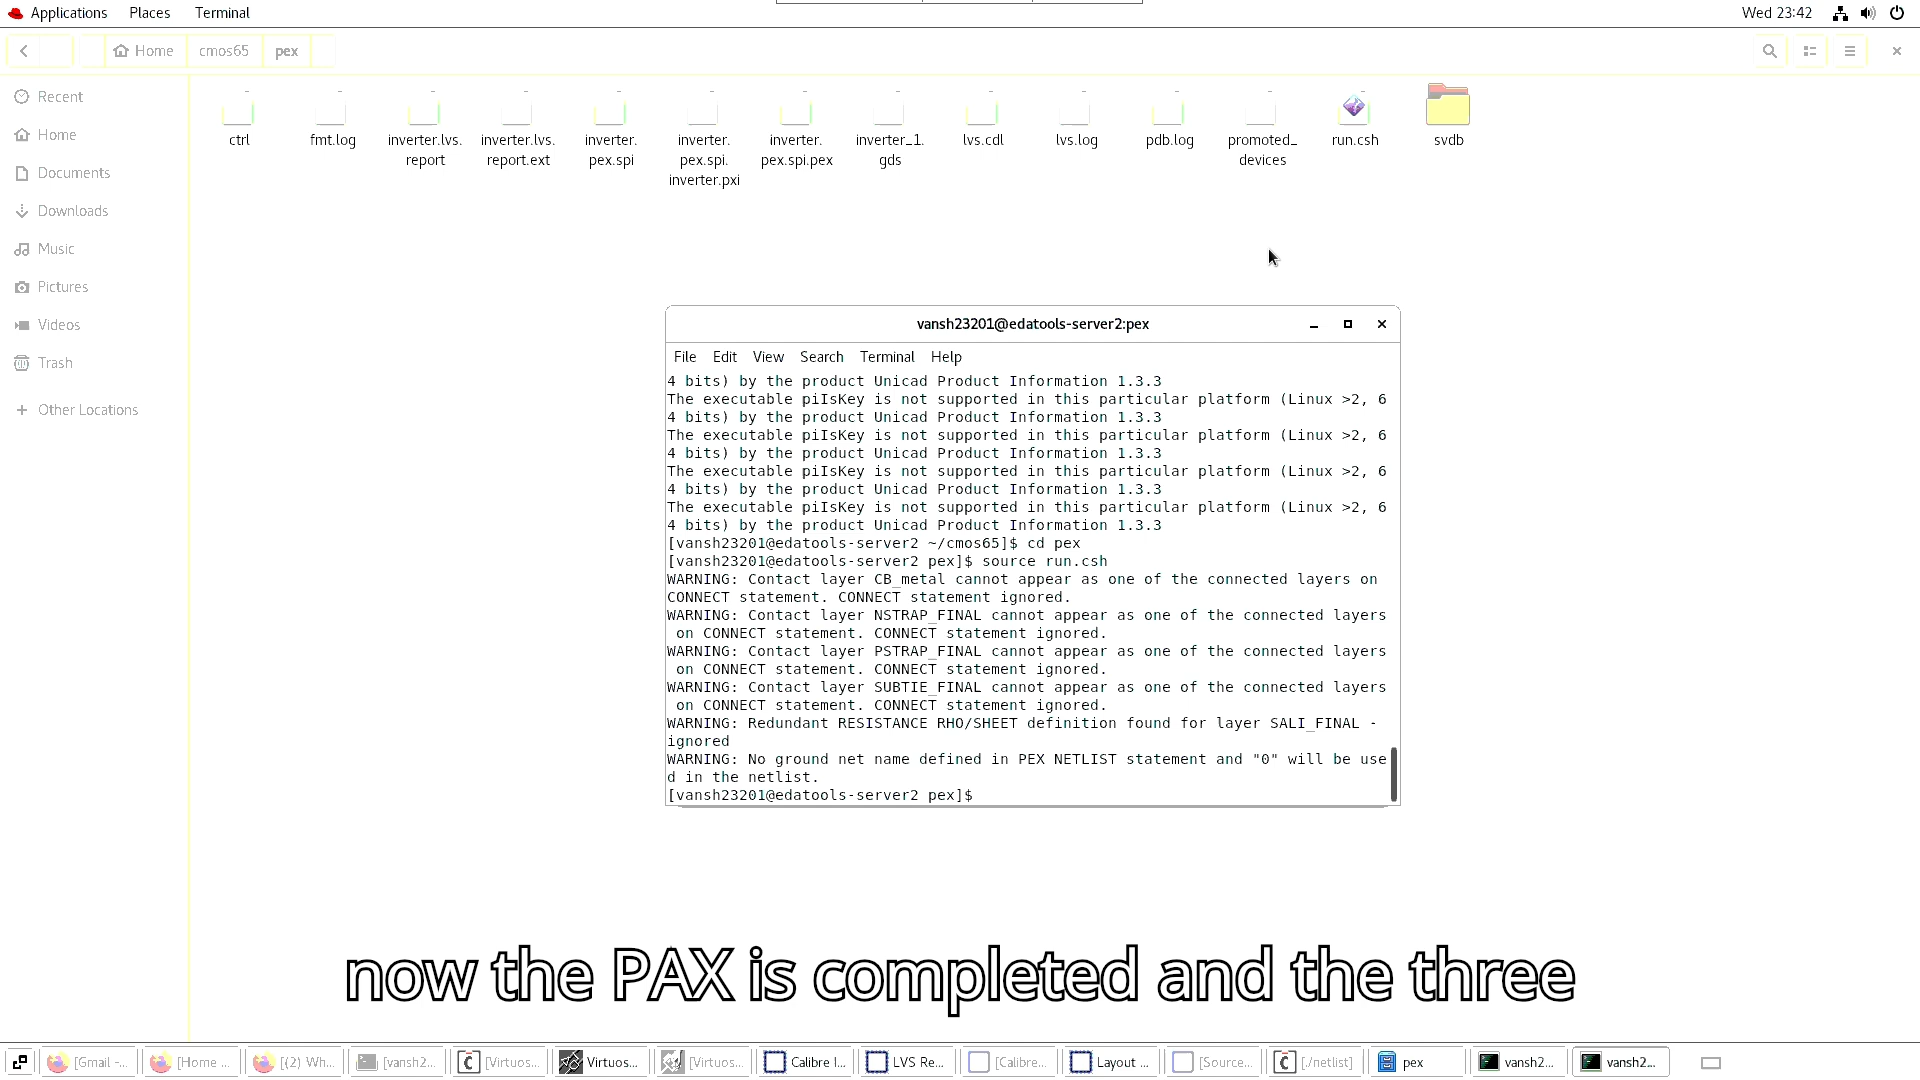 Applications Places Terminal Wed 23:42
Home cmos65 pex
Recent
Home
Documents
Downloads
Music
Pictures
Videos
Trash
Other Locations
ctrl
fmt.log
inverter.lvs.
report
inverter.lvs.
report.ext
inverter.
pex.spi
inverter.
pex.spi.
inverter.pxi
inverter.
pex.spi.pex
inverter_1.
gds
lvs.cdl
lvs.log
pdb.log
promoted_
devices
run.csh
svdb
vansh23201@edatools-server2:pex
File Edit View Search Terminal Help
4 bits) by the product Unicad Product Information 1.3.3
The executable piIsKey is not supported in this particular platform (Linux >2, 6
4 bits) by the product Unicad Product Information 1.3.3
The executable piIsKey is not supported in this particular platform (Linux >2, 6
4 bits) by the product Unicad Product Information 1.3.3
The executable piIsKey is not supported in this particular platform (Linux >2, 6
4 bits) by the product Unicad Product Information 1.3.3
The executable piIsKey is not supported in this particular platform (Linux >2, 6
4 bits) by the product Unicad Product Information 1.3.3
[vansh23201@edatools-server2 ~/cmos65]$ cd pex
[vansh23201@edatools-server2 pex]$ source run.csh
WARNING: Contact layer CB_metal cannot appear as one of the connected layers on
CONNECT statement. CONNECT statement ignored.
WARNING: Contact layer NSTRAP_FINAL cannot appear as one of the connected layers
on CONNECT statement. CONNECT statement ignored.
WARNING: Contact layer PSTRAP_FINAL cannot appear as one of the connected layers
on CONNECT statement. CONNECT statement ignored.
WARNING: Contact layer SUBTIE_FINAL cannot appear as one of the connected layers
on CONNECT statement. CONNECT statement ignored.
WARNING: Redundant RESISTANCE RHO/SHEET definition found for layer SALI_FINAL -
ignored
WARNING: No ground net name defined in PEX NETLIST statement and "0" will be use
d in the netlist.
[vansh23201@edatools-server2 pex]$
now the PAX is completed and the three
[Gmail -... [Home ... [(2) Wh... [vansh2... [Virtuos... Virtuos... [Virtuos... Calibre I... LVS Re... [Calibre... Layout ... [Source... [./netlist] pex vansh2... vansh2...